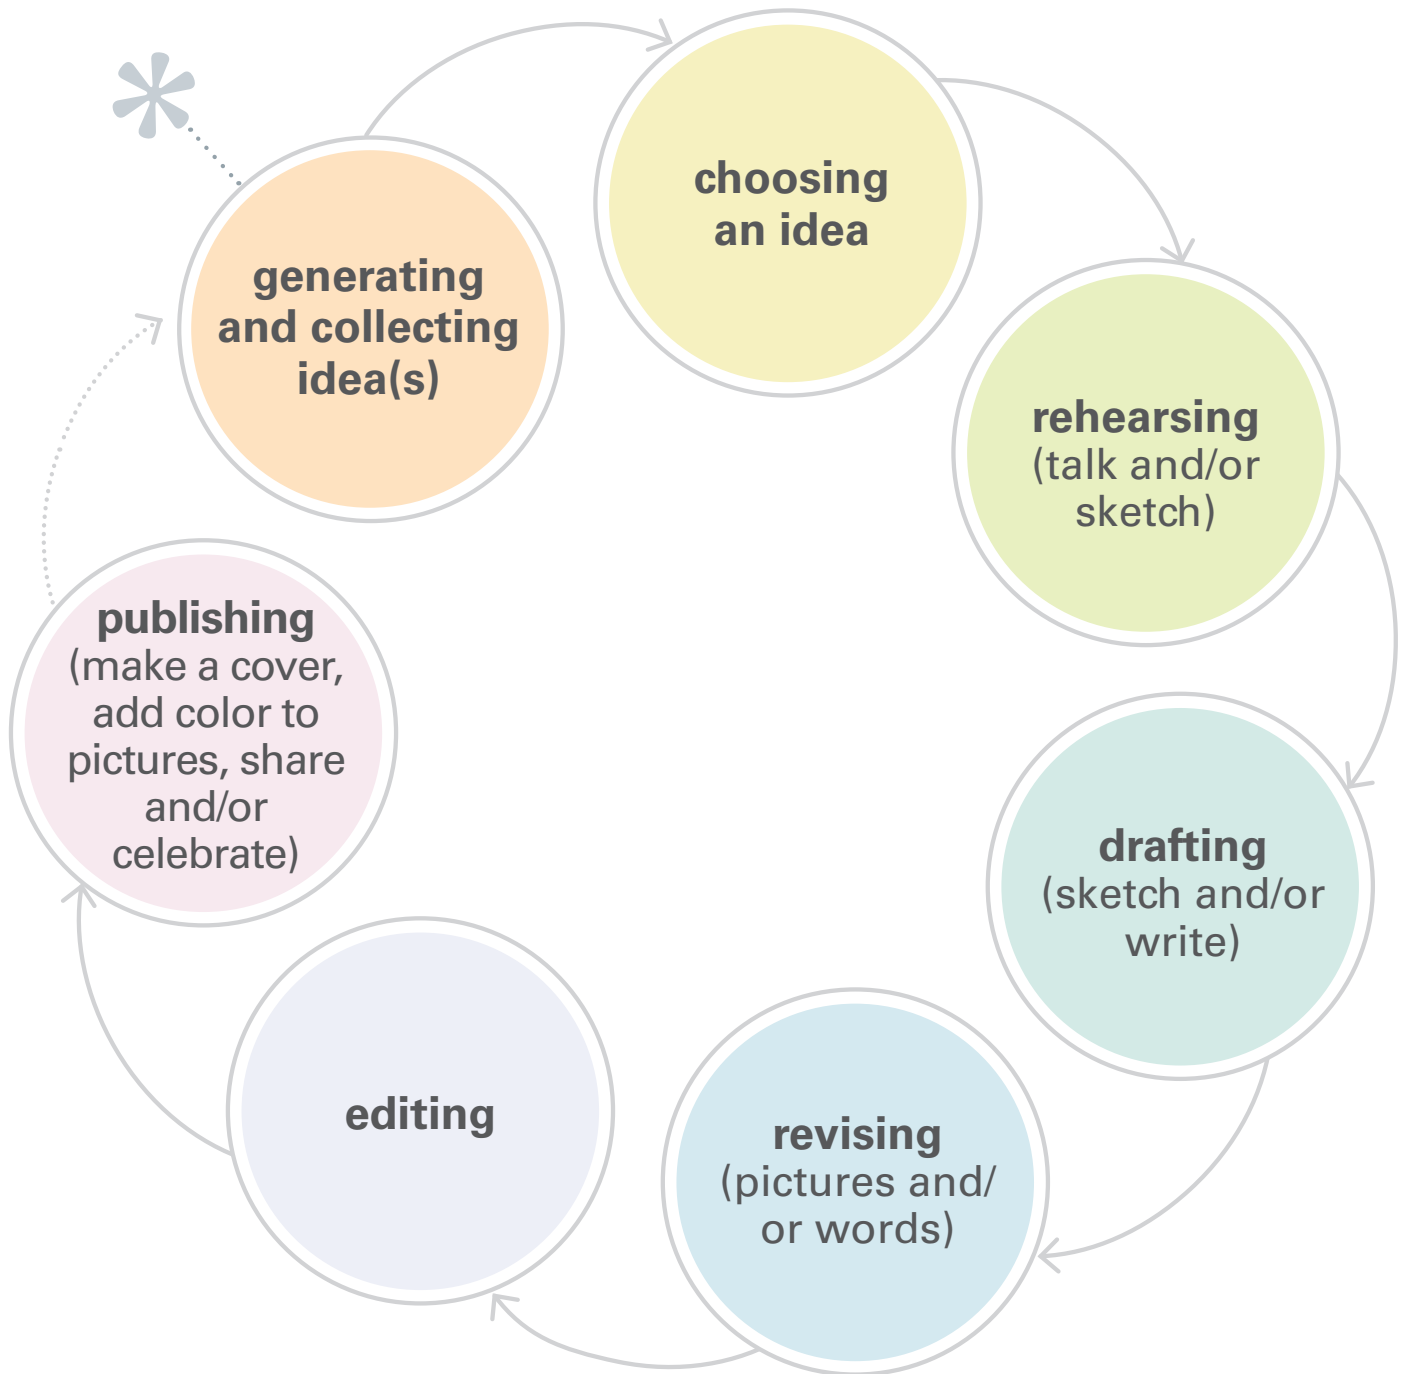 generating
and collecting
idea(s)
choosing
an idea
rehearsing
(talk and/or
sketch)
drafting
(sketch and/or
write)
revising
(pictures and/
or words)
editing
publishing
(make a cover,
add color to
pictures, share
and/or
celebrate)